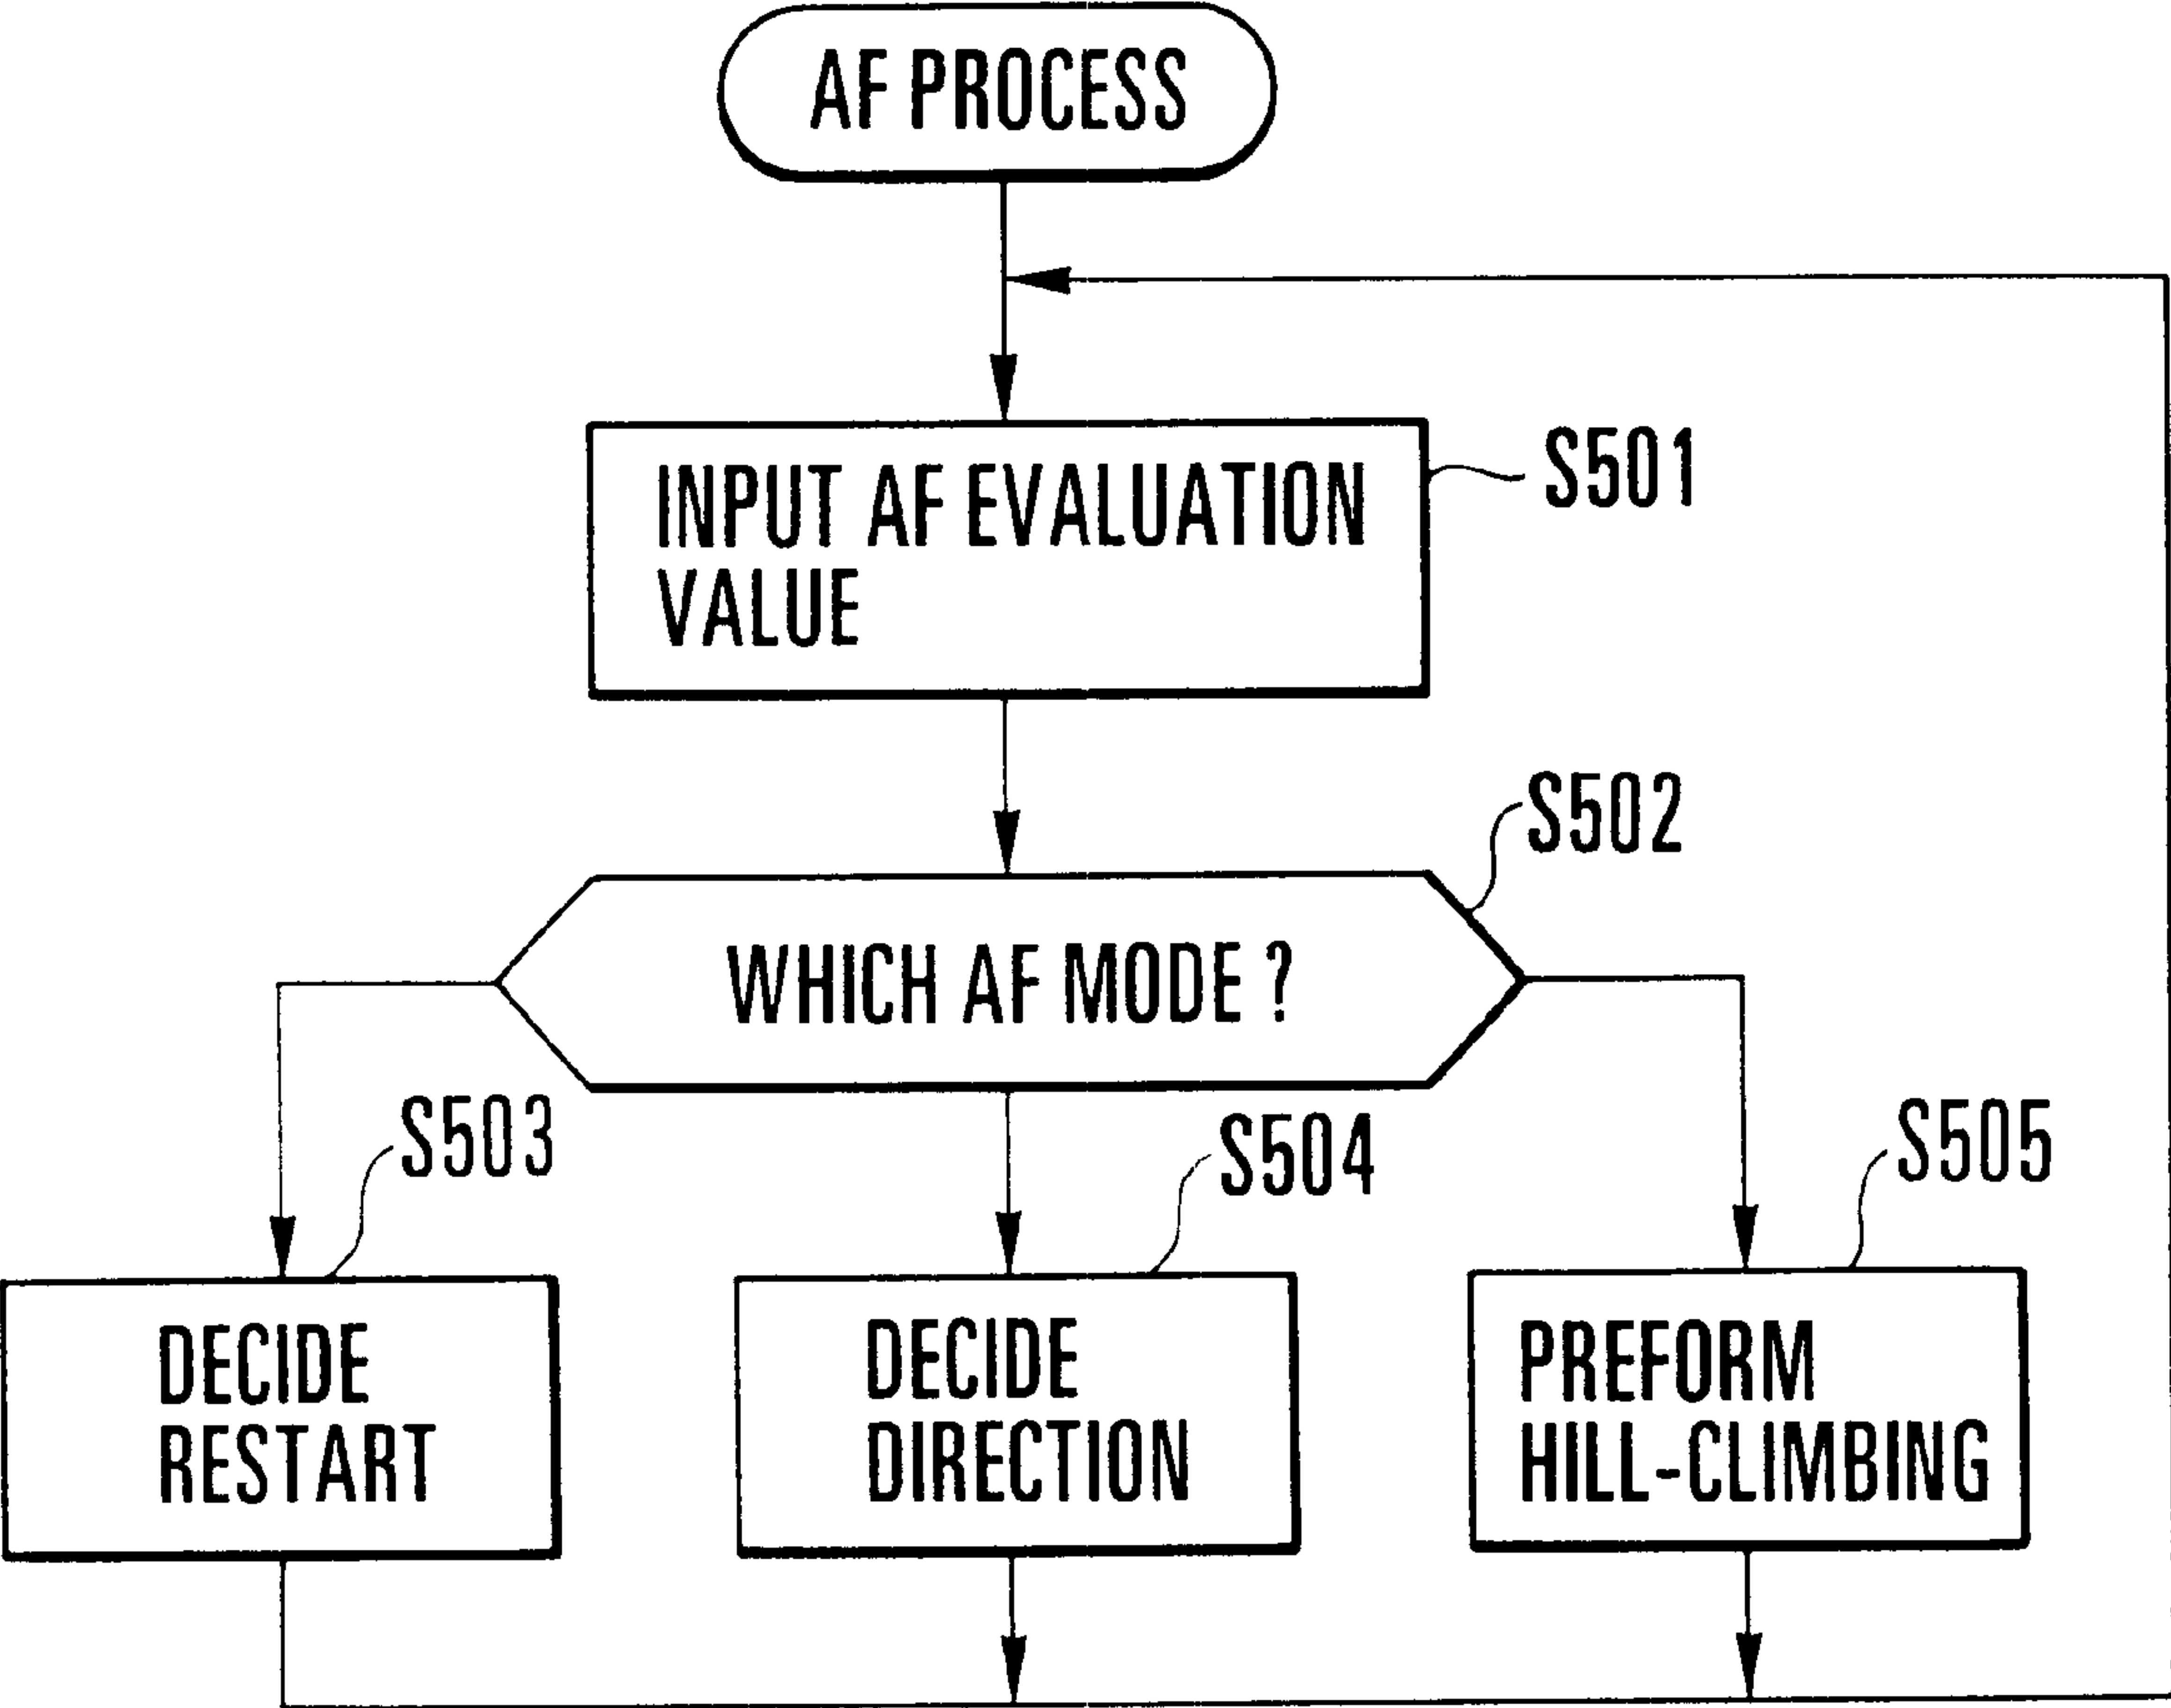 AF PROCESS
INPUT AF EVALUATION
VALUE
S501
S502
WHICH AF MODE ?
S503
S504
S505
DECIDE
RESTART
DECIDE
DIRECTION
PREFORM
HILL-CLIMBING